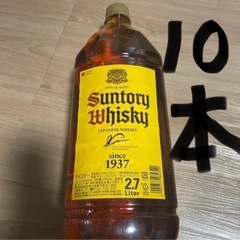 Suntory
Whisky
JAPANESE WHISKY
since
1937
2.7
Liter
10
本